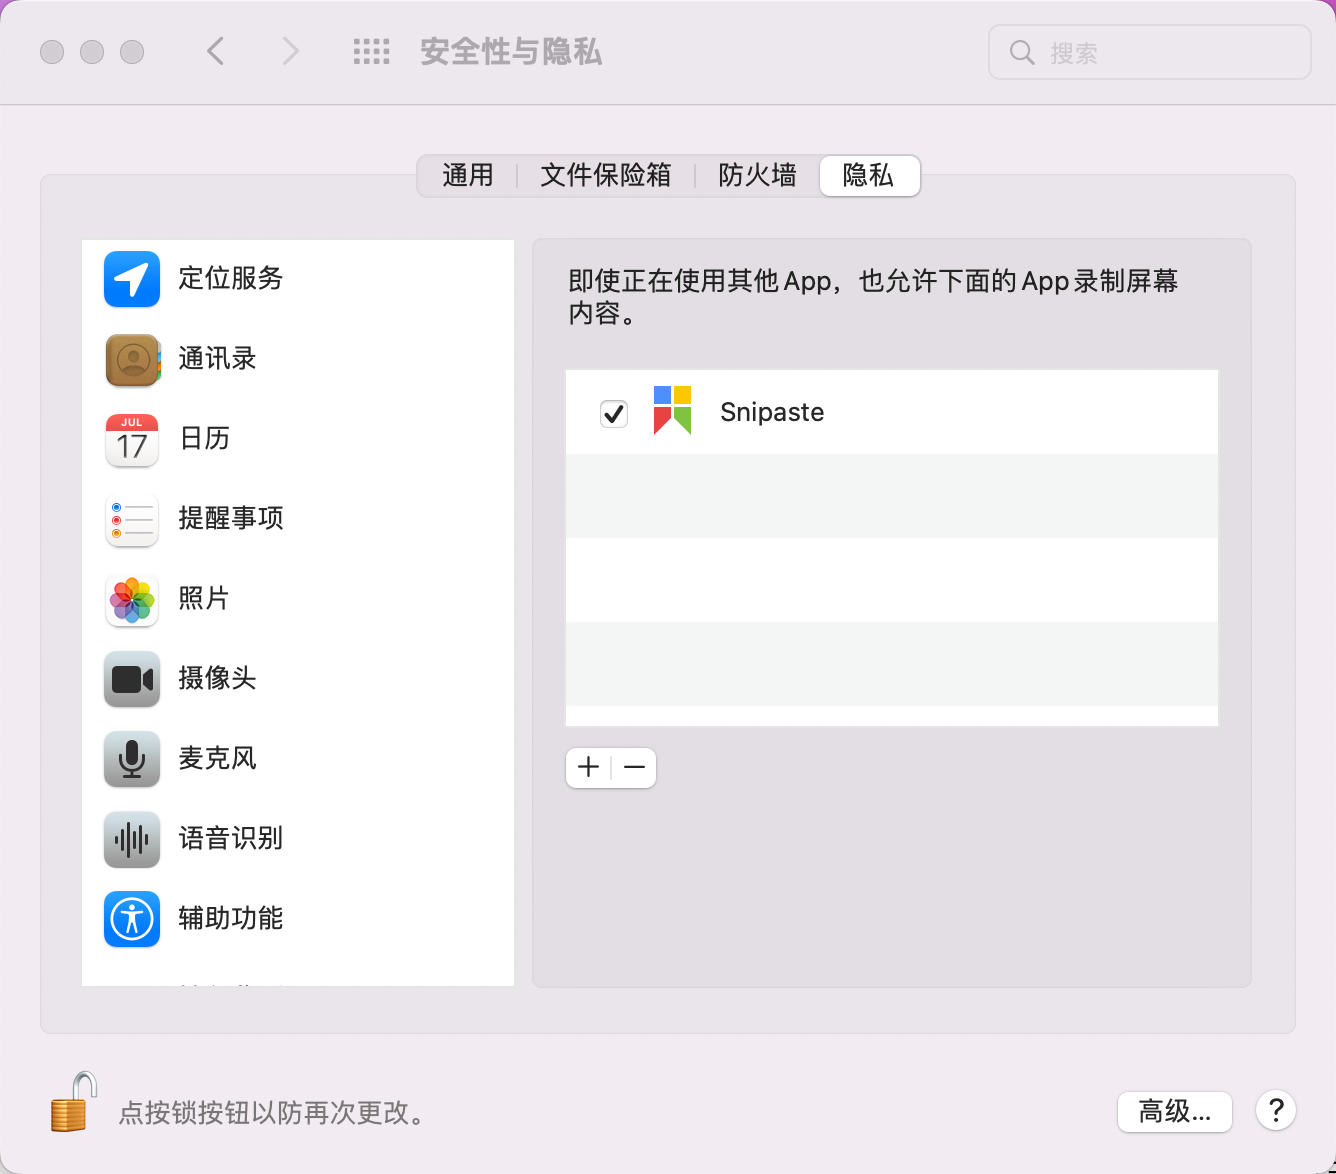 安全性与隐私
搜索
通用
文件保险箱
防火墙
隐私
定位服务
通讯录
JUL
17
日历
提醒事项
照片
摄像头
麦克风
语音识别
辅助功能
即使正在使用其他 App，也允许下面的 App 录制屏幕
内容。
Snipaste
点按锁按钮以防再次更改。
高级...
?